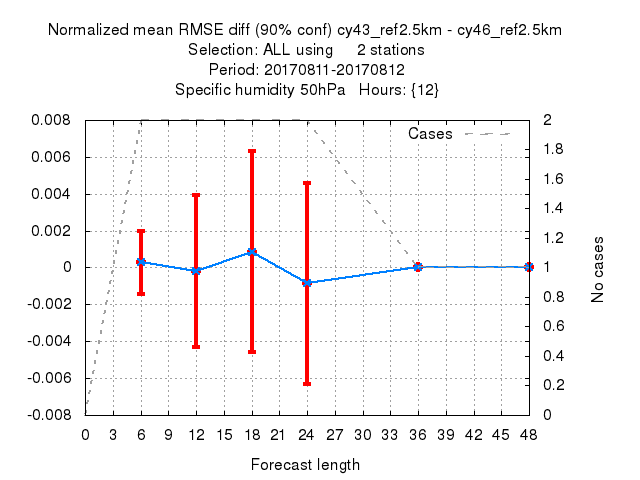 Normalized mean RMSE diff (90% conf) cy43_ref2.5km - cy46_ref2.5km
Selection: ALL using     2 stations
Period: 20170811-20170812
Specific humidity 50hPa   Hours: {12}
Cases
0.008
0.006
0.004
0.002
0
-0.002
-0.004
-0.006
-0.008
2
1.8
1.6
1.4
1.2
1
0.8
0.6
0.4
0.2
0
No cases
0 3 6 9 12 15 18 21 24 27 30 33 36 39 42 45 48
Forecast length